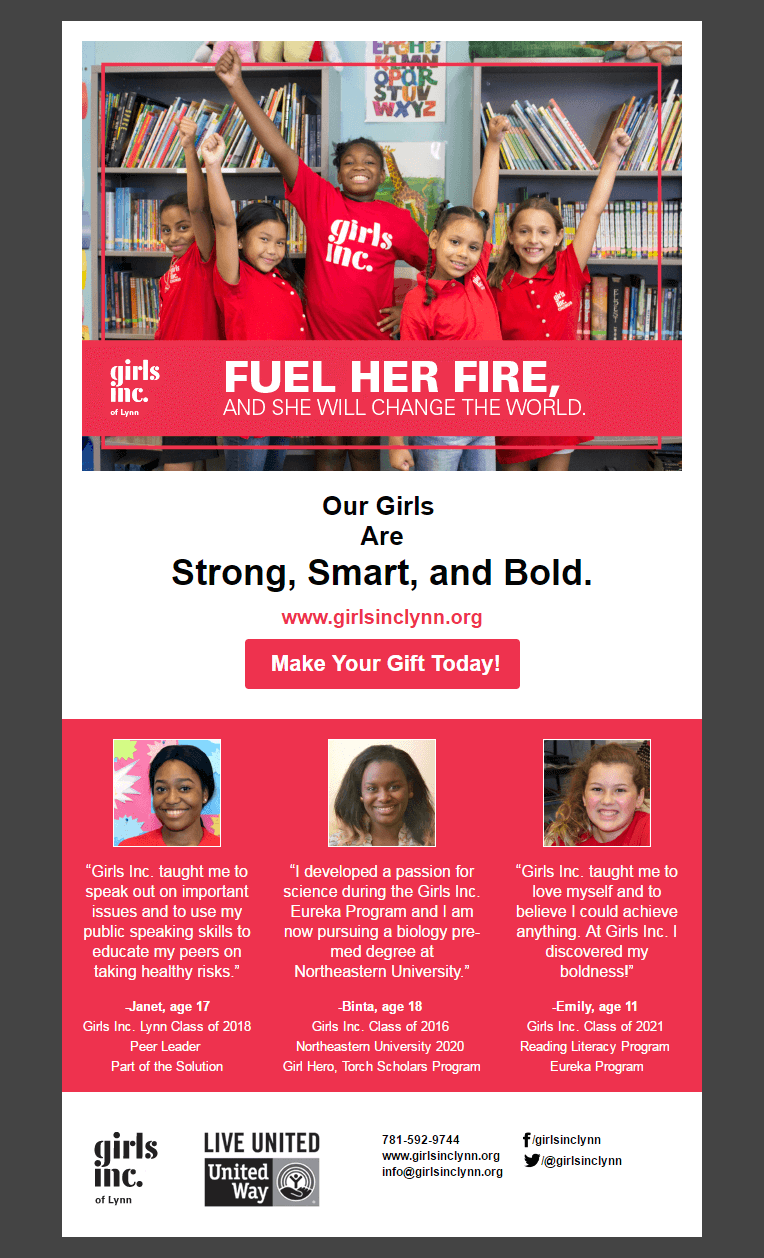 EFGHI
KLMN
OPQR
STUV
WXYZ
girls
inc.
girls
inc.
of Lynn
FUEL HER FIRE,
AND SHE WILL CHANGE THE WORLD.
Our Girls
Are
Strong, Smart, and Bold.
www.girlsinclynn.org
Make Your Gift Today!
“Girls Inc. taught me to
speak out on important
issues and to use my
public speaking skills to
educate my peers on
taking healthy risks.”
-Janet, age 17
Girls Inc. Lynn Class of 2018
Peer Leader
Part of the Solution
“I developed a passion for
science during the Girls Inc.
Eureka Program and I am
now pursuing a biology pre-
med degree at
Northeastern University.”
-Binta, age 18
Girls Inc. Class of 2016
Northeastern University 2020
Girl Hero, Torch Scholars Program
“Girls Inc. taught me to
love myself and to
believe I could achieve
anything. At Girls Inc. I
discovered my
boldness!”
-Emily, age 11
Girls Inc. Class of 2021
Reading Literacy Program
Eureka Program
girls
inc.
of Lynn
LIVE UNITED
United
Way
781-592-9744
www.girlsinclynn.org
info@girlsinclynn.org
/girlsinclynn
/@girlsinclynn